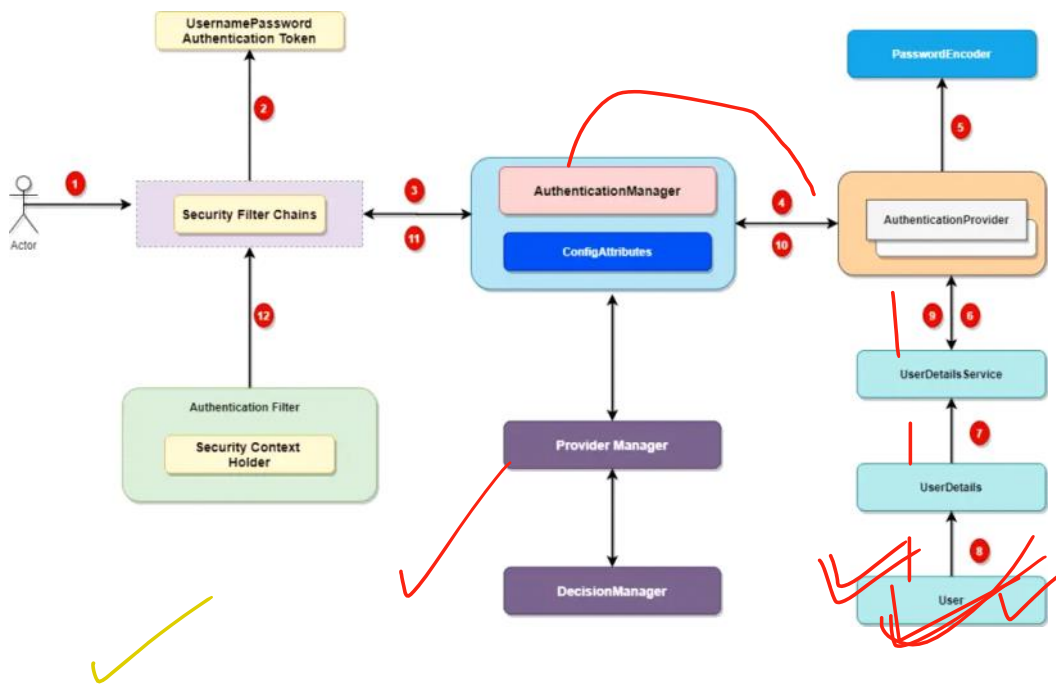 UsernamePassword
Authentication Token
PasswordEncoder
2
5
1
Actor
Security Filter Chains
3
11
AuthenticationManager
ConfigAttributes
4
10
AuthenticationProvider
12
9
6
UserDetailsService
Authentication Filter
Security Context
Holder
Provider Manager
7
UserDetails
8
DecisionManager
User